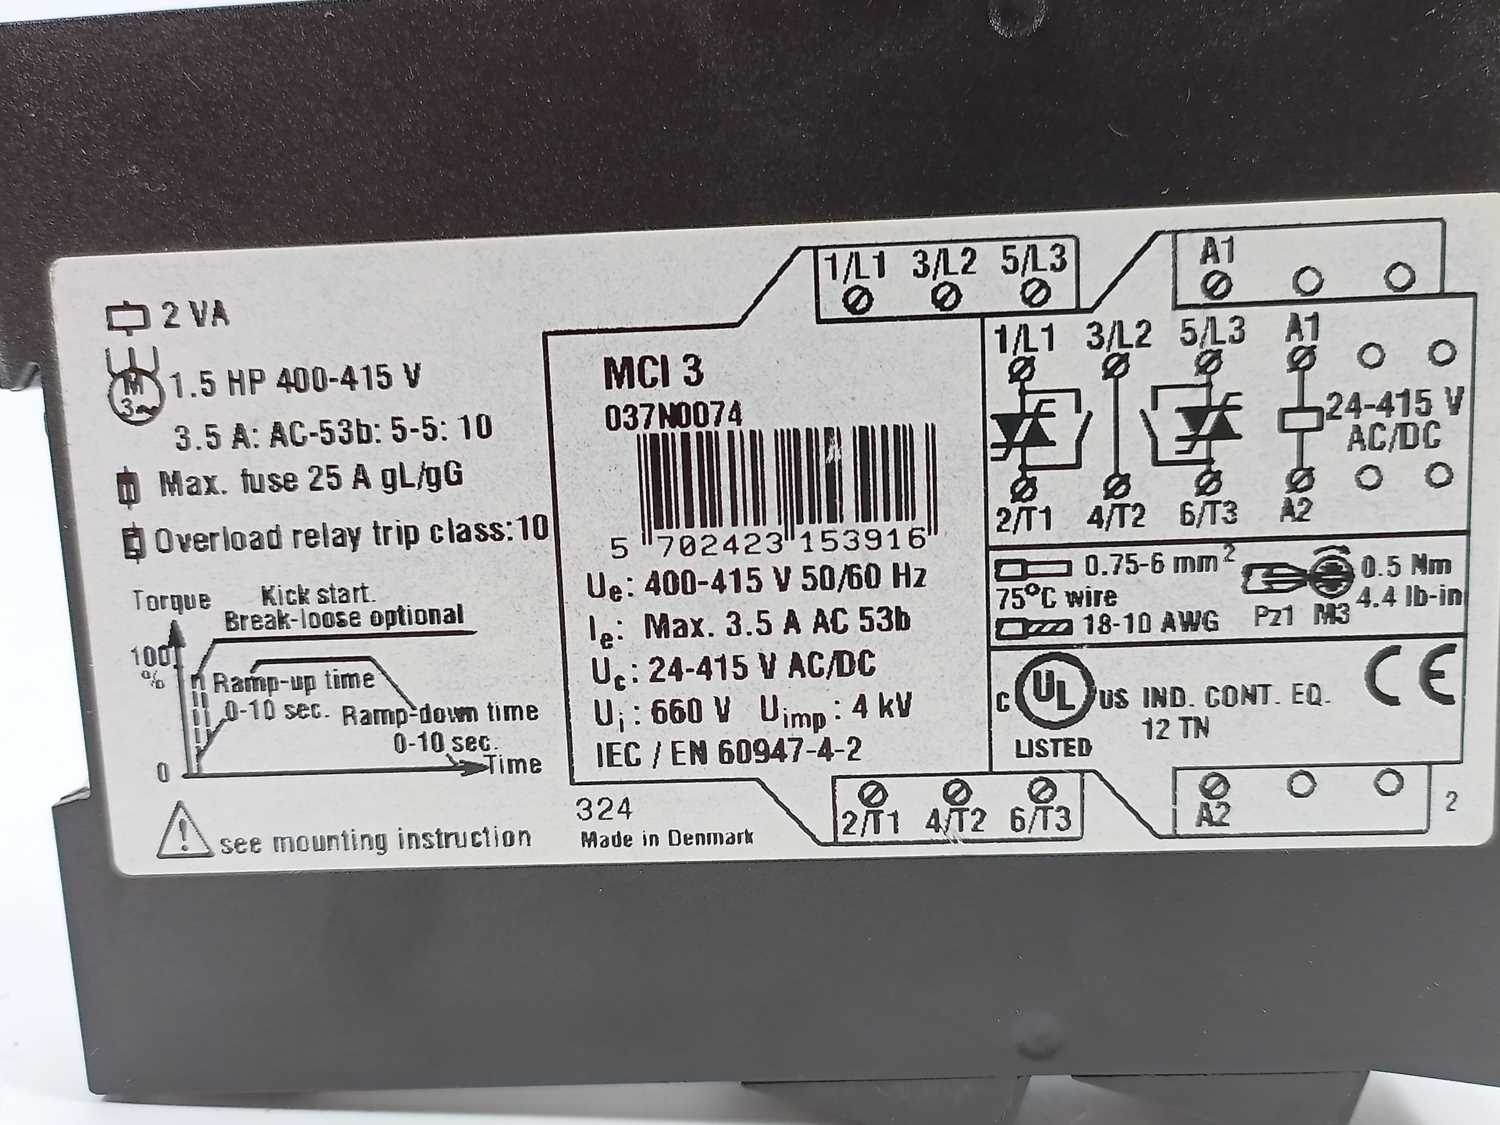 2 VA
M
3~
1.5 HP 400-415 V
3.5 A: AC-53b: 5-5: 10
Max. fuse 25 A gL/gG
Overload relay trip class:10
Torque
Kick start.
Break-loose optional
100
%
Ramp-up time
0-10 sec.
Ramp-down time
0-10 sec.
0
Time
see mounting instruction
MCI 3
037N0074
5 702423 153916
Ue: 400-415 V 50/60 Hz
Ie: Max. 3.5 A AC 53b
Uc: 24-415 V AC/DC
Ui: 660 V Uimp: 4 kV
IEC / EN 60947-4-2
324
Made in Denmark
1/L1 3/L2 5/L3
A1
1/L1 3/L2 5/L3 A1
24-415 V
AC/DC
2/T1 4/T2 6/T3 A2
0.75-6 mm²
75°C wire
18-10 AWG
Pz1 M3
0.5 Nm
4.4 lb-in
C UL US
LISTED
IND. CONT. EQ.
12 TN
CE
2/T1 4/T2 6/T3
A2
2